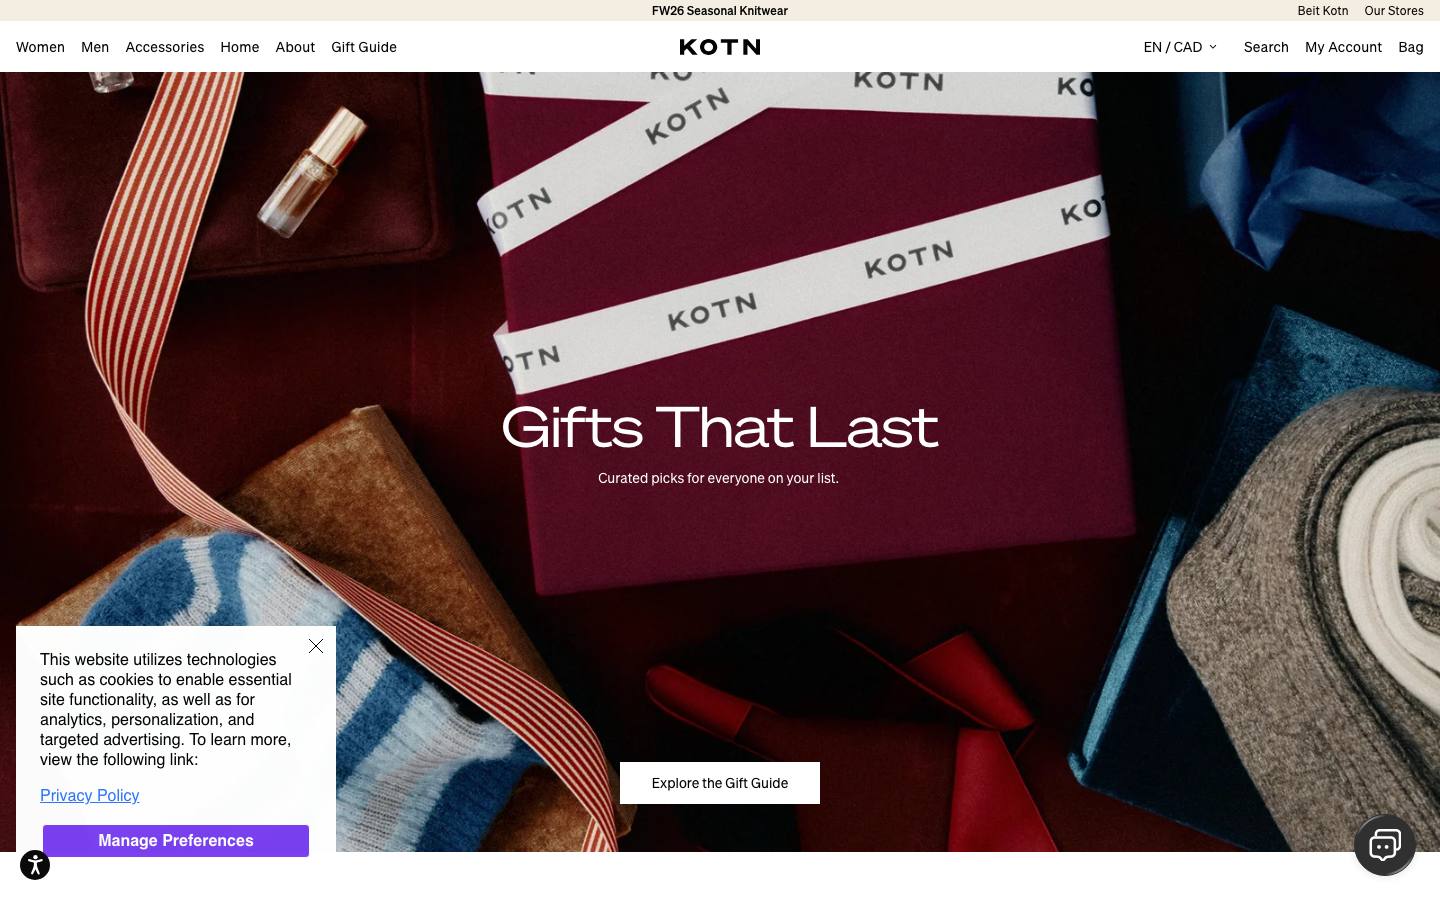 FW26 Seasonal Knitwear
Beit Kotn
Our Stores
Women
Men
Accessories
Home
About
Gift Guide
KOTN
EN / CAD
Search
My Account
Bag
KOTN
KOTN
KOTN
KOTN
KOTN
Gifts That Last
Curated picks for everyone on your list.
Explore the Gift Guide
This website utilizes technologies
such as cookies to enable essential
site functionality, as well as for
analytics, personalization, and
targeted advertising. To learn more,
view the following link:
Privacy Policy
Manage Preferences